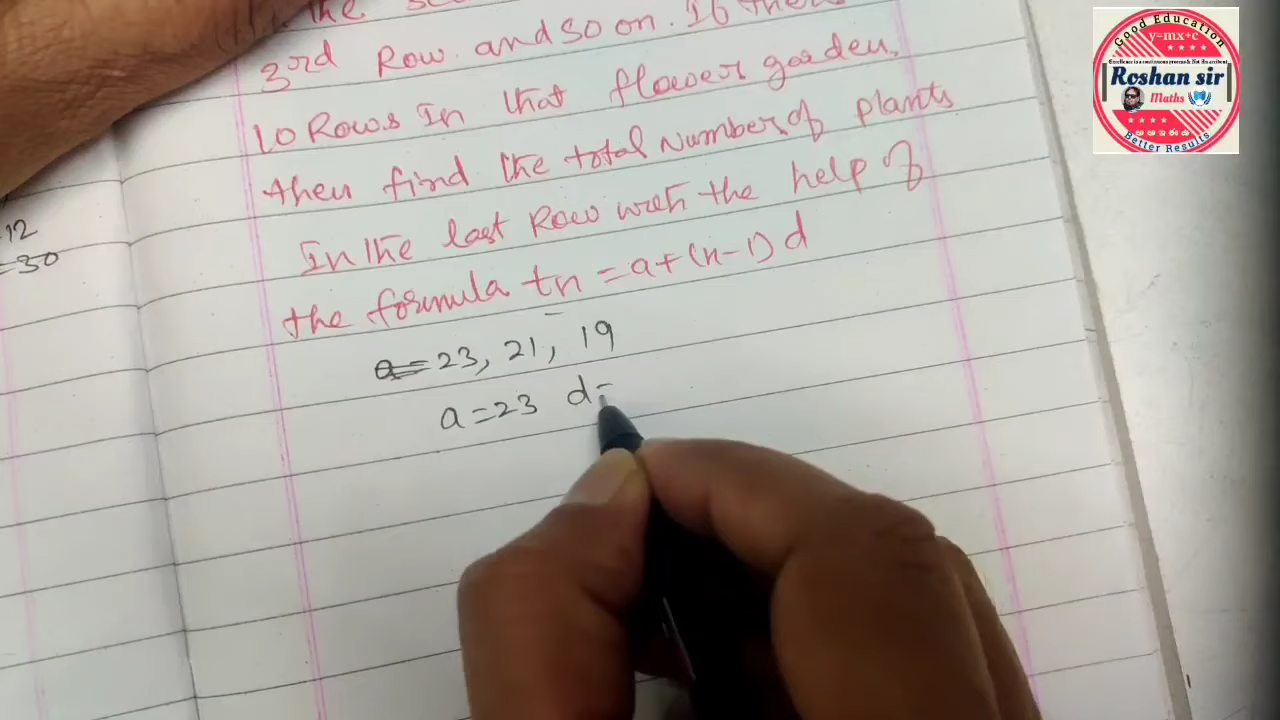 the
3rd Row. and so on. If there
10 Rows In that flower garden.
then find the total Number of plants
In the last Row with the help of
the formula tn = a+(n-1)d
a= 23, 21, 19
a=23 d=
12
=30
Good Education
y=mx+c
Roshan sir
Maths
Better Results